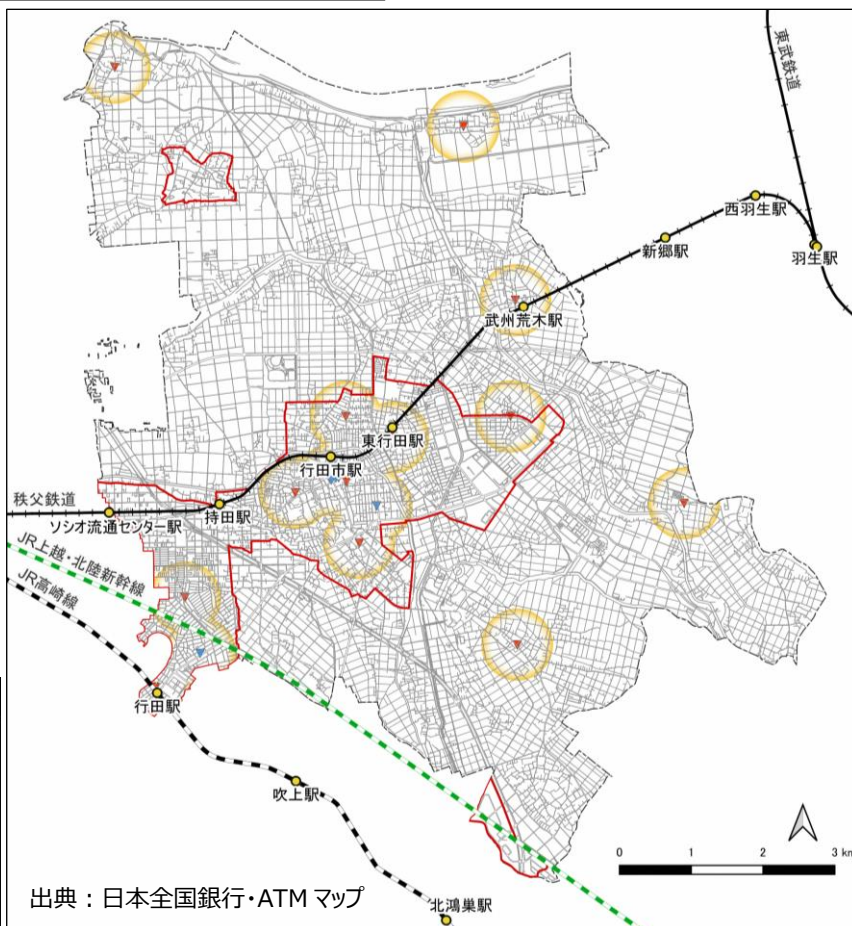 東武鉄道
西羽生駅
新郷駅
羽生駅
武州荒木駅
東行田駅
行田市駅
秩父鉄道
持田駅
ソシオ流通センター駅
JR上越・北陸新幹線
JR高崎線
行田駅
吹上駅
0 1 2 3 km
出典：日本全国銀行・ATMマップ
北鴻巣駅